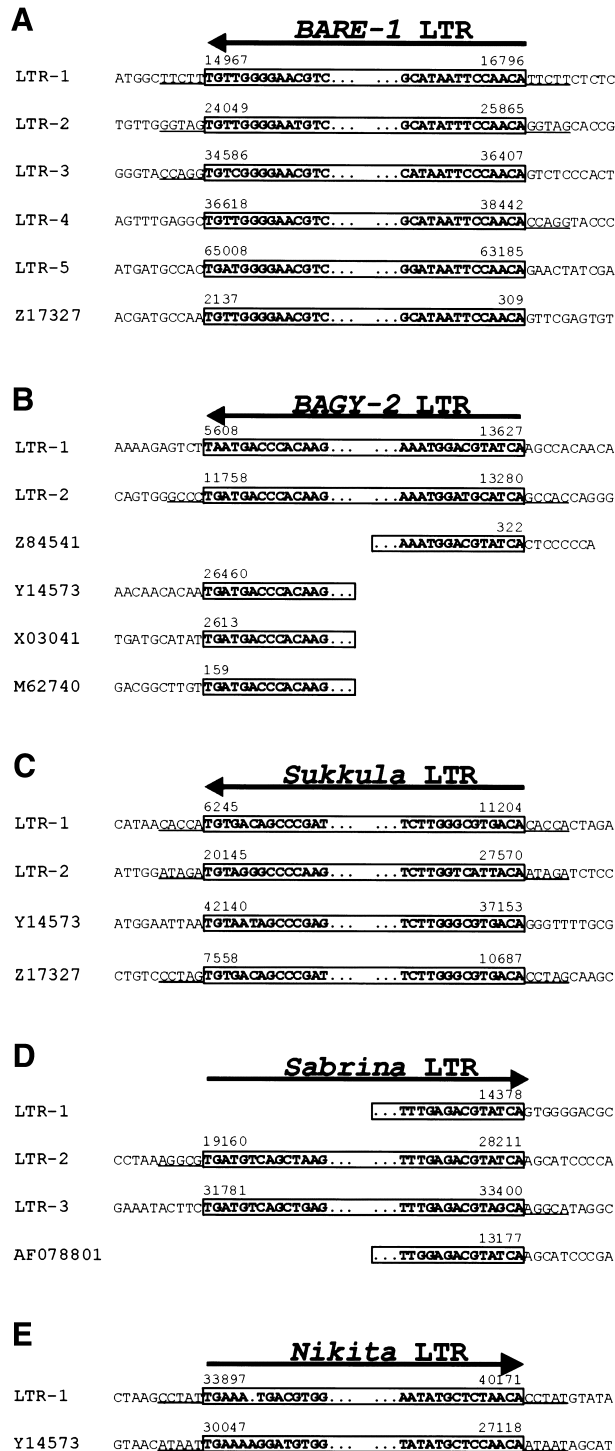 A
BARE-1 LTR
14967 16796
LTR-1 ATGGCTTCTTTGTTGGGGAACGTC... ...GCATAATTCCAACATTCTTCTCTC
24049 25865
LTR-2 TGTTGGGTAGTGTTGGGGAATGTC... ...GCATATTTCCAACAGGTAGCACCG
34586 36407
LTR-3 GGGTACCAGGTGTCGGGGAACGTC... ...CATAATTCCCAACAGTCTCCCACT
36618 38442
LTR-4 AGTTTGAGGCTGTTGGGGAACGTC... ...GCATAATTCCAACACCAGGTACCC
65008 63185
LTR-5 ATGATGCCACTGATGGGGAACGTC... ...GGATAATTCCAACAGAACTATCGA
2137 309
Z17327 ACGATGCCAATGTTGGGGAACGTC... ...GCATAATTCCAACAGTTCGAGTGT
B
BAGY-2 LTR
5608 13627
LTR-1 AAAAGAGTCTTAATGACCCACAAG... ...AAATGGACGTATCAAGCCACAACA
11758 13280
LTR-2 CAGTGGGCCCTGATGACCCACAAG... ...AAATGGATGCATCAGCCACCAGGG
322
Z84541 ...AAATGGACGTATCACTCCCCCA
26460
Y14573 AACAACACAATGATGACCCACAAG...
2613
X03041 TGATGCATATTGATGACCCACAAG...
159
M62740 GACGGCTTGTTGATGACCCACAAG...
C
Sukkula LTR
6245 11204
LTR-1 CATAACACCATGTGACAGCCCGAT... ...TCTTGGGCGTGACACACCACTAGA
20145 27570
LTR-2 ATTGGATAGATGTAGGGCCCCAAG... ...TCTTGGTCATTACAATAGATCTCC
42140 37153
Y14573 ATGGAATTAATGTAATAGCCCGAG... ...TCTTGGGCGTGACAGGGTTTTGCG
7558 10687
Z17327 CTGTCCCTAGTGTGACAGCCCGAT... ...TCTTGGGCGTGACACCTAGCAAGC
D
Sabrina LTR
14378
LTR-1 ...TTTGAGACGTATCAGTGGGGACGC
19160 28211
LTR-2 CCTAAAGGCGTGATGTCAGCTAAG... ...TTTGAGACGTATCAAGCATCCCCA
31781 33400
LTR-3 GAAATACTTCTGATGTCAGCTGAG... ...TTTGAGACGTAGCAAGGCATAGGC
13177
AF078801 ...TTGGAGACGTATCAAGCATCCCGA
E
Nikita LTR
33897 40171
LTR-1 CTAAGCCTATTGAAA.TGACGTGG... ...AATATGCTCTAACACCTATGTATA
30047 27118
Y14573 GTAACATAATTGAAAAGGATGTGG... ...TATATGCTCCAACAATAATAGCAT